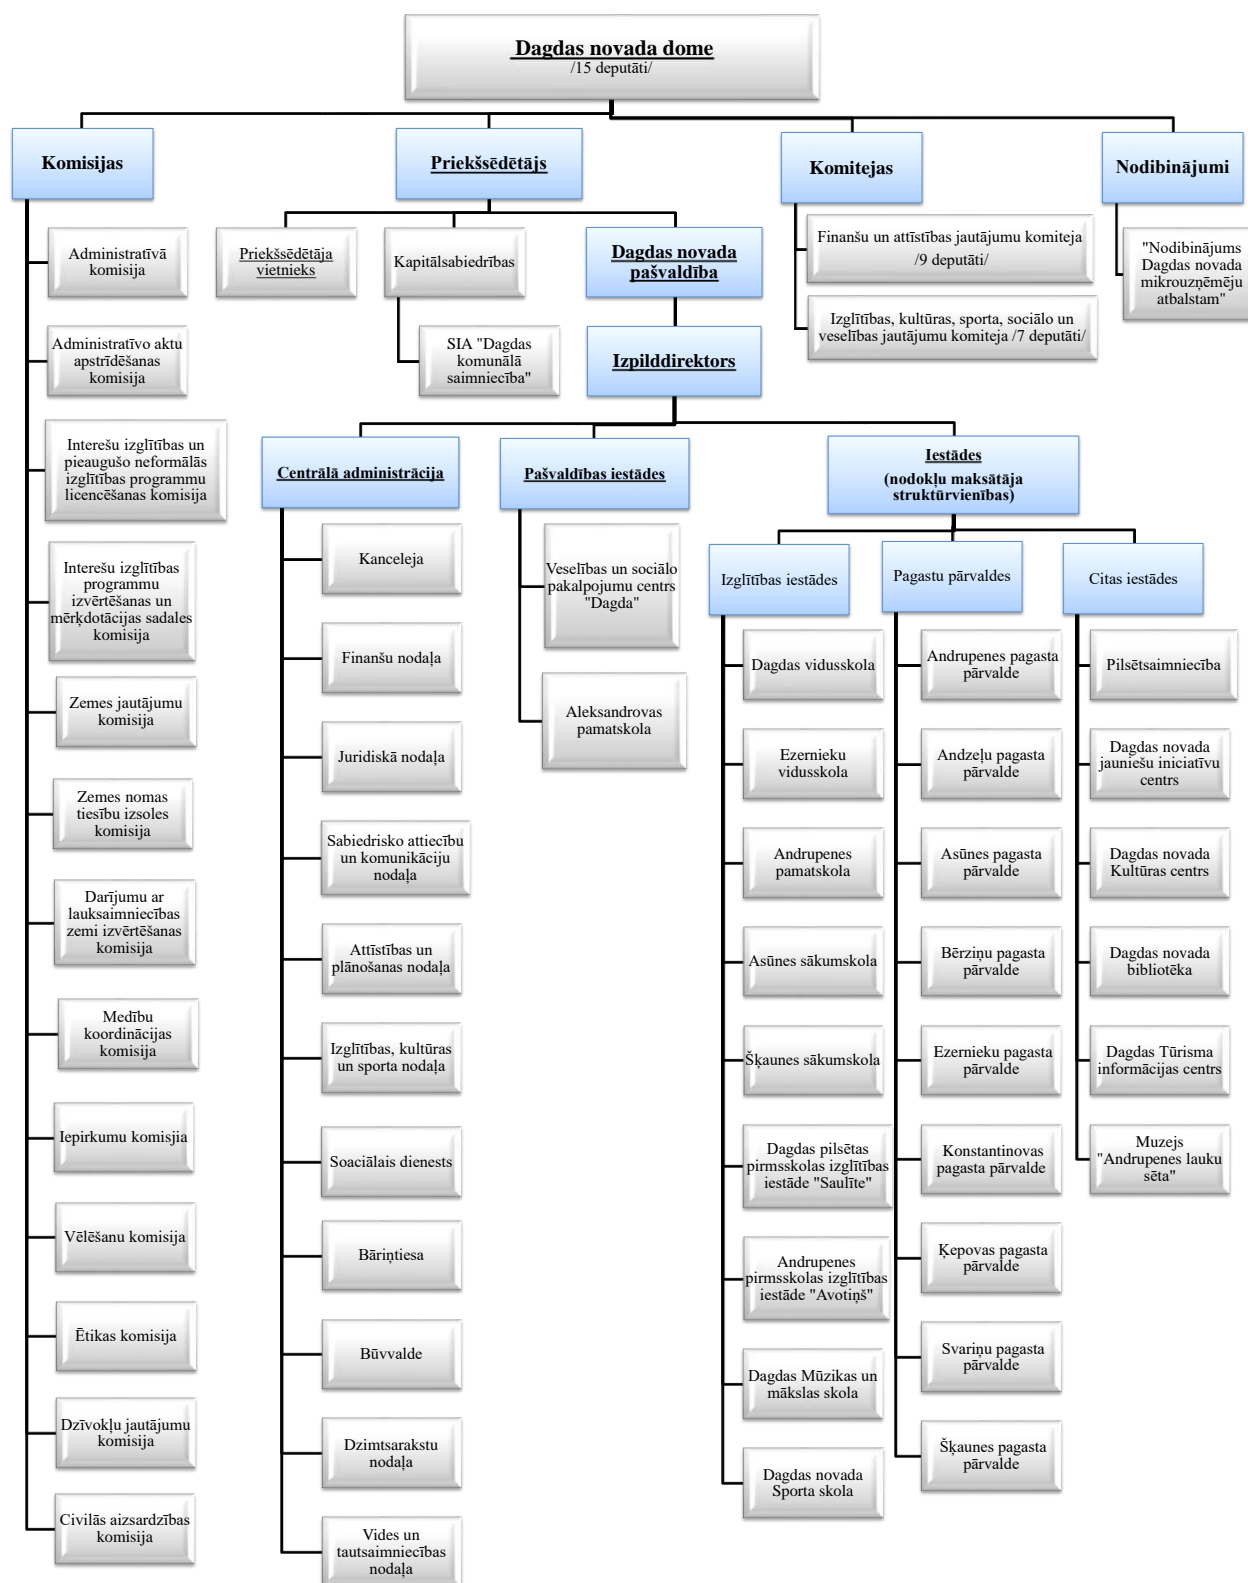 Dagdas novada dome
/15 deputāti/
Komisijas
Priekšsēdētājs
Komitejas
Nodibinājumi
Administratīvā
komisija
Administratīvo aktu
apstrīdēšanas
komisija
Interešu izglītības un
pieaugušo neformālās
izglītības programmu
licencēšanas komisija
Interešu izglītības
programmu
izvērtēšanas un
mērķdotācijas sadales
komisija
Zemes jautājumu
komisija
Zemes nomas
tiesību izsoles
komisija
Darījumu ar
lauksaimniecības
zemi izvērtēšanas
komisija
Medību
koordinācijas
komisija
Iepirkumu komisjia
Vēlēšanu komisija
Ētikas komisija
Dzīvokļu jautājumu
komisija
Civilās aizsardzības
komisija
Priekšsēdētāja
vietnieks
Kapitālsabiedrības
SIA "Dagdas
komunālā
saimniecība"
Dagdas novada
pašvaldība
Izpilddirektors
Finanšu un attīstības jautājumu komiteja
/9 deputāti/
Izglītības, kultūras, sporta, sociālo un
veselības jautājumu komiteja /7 deputāti/
"Nodibinājums
Dagdas novada
mikrouzņēmēju
atbalstam"
Centrālā administrācija
Kanceleja
Finanšu nodaļa
Juridiskā nodaļa
Sabiedrisko attiecību
un komunikāciju
nodaļa
Attīstības un
plānošanas nodaļa
Izglītības, kultūras
un sporta nodaļa
Soaciālais dienests
Bāriņtiesa
Būvvalde
Dzimtsarakstu
nodaļa
Vides un
tautsaimniecības
nodaļa
Pašvaldības iestādes
Veselības un sociālo
pakalpojumu centrs
"Dagda"
Aleksandrovas
pamatskola
Iestādes
(nodokļu maksātāja
struktūrvienības)
Izglītības iestādes
Dagdas vidusskola
Ezernieku
vidusskola
Andrupenes
pamatskola
Asūnes sākumskola
Šķaunes sākumskola
Dagdas pilsētas
pirmsskolas izglītības
iestāde "Saulīte"
Andrupenes
pirmsskolas izglītības
iestāde "Avotiņš"
Dagdas Mūzikas un
mākslas skola
Dagdas novada
Sporta skola
Pagastu pārvaldes
Andrupenes pagasta
pārvalde
Andzeļu pagasta
pārvalde
Asūnes pagasta
pārvalde
Bērziņu pagasta
pārvalde
Ezernieku pagasta
pārvalde
Konstantinovas
pagasta pārvalde
Ķepovas pagasta
pārvalde
Svariņu pagasta
pārvalde
Šķaunes pagasta
pārvalde
Citas iestādes
Pilsētsaimniecība
Dagdas novada
jauniešu iniciatīvu
centrs
Dagdas novada
Kultūras centrs
Dagdas novada
bibliotēka
Dagdas Tūrisma
informācijas centrs
Muzejs
"Andrupenes lauku
sēta"